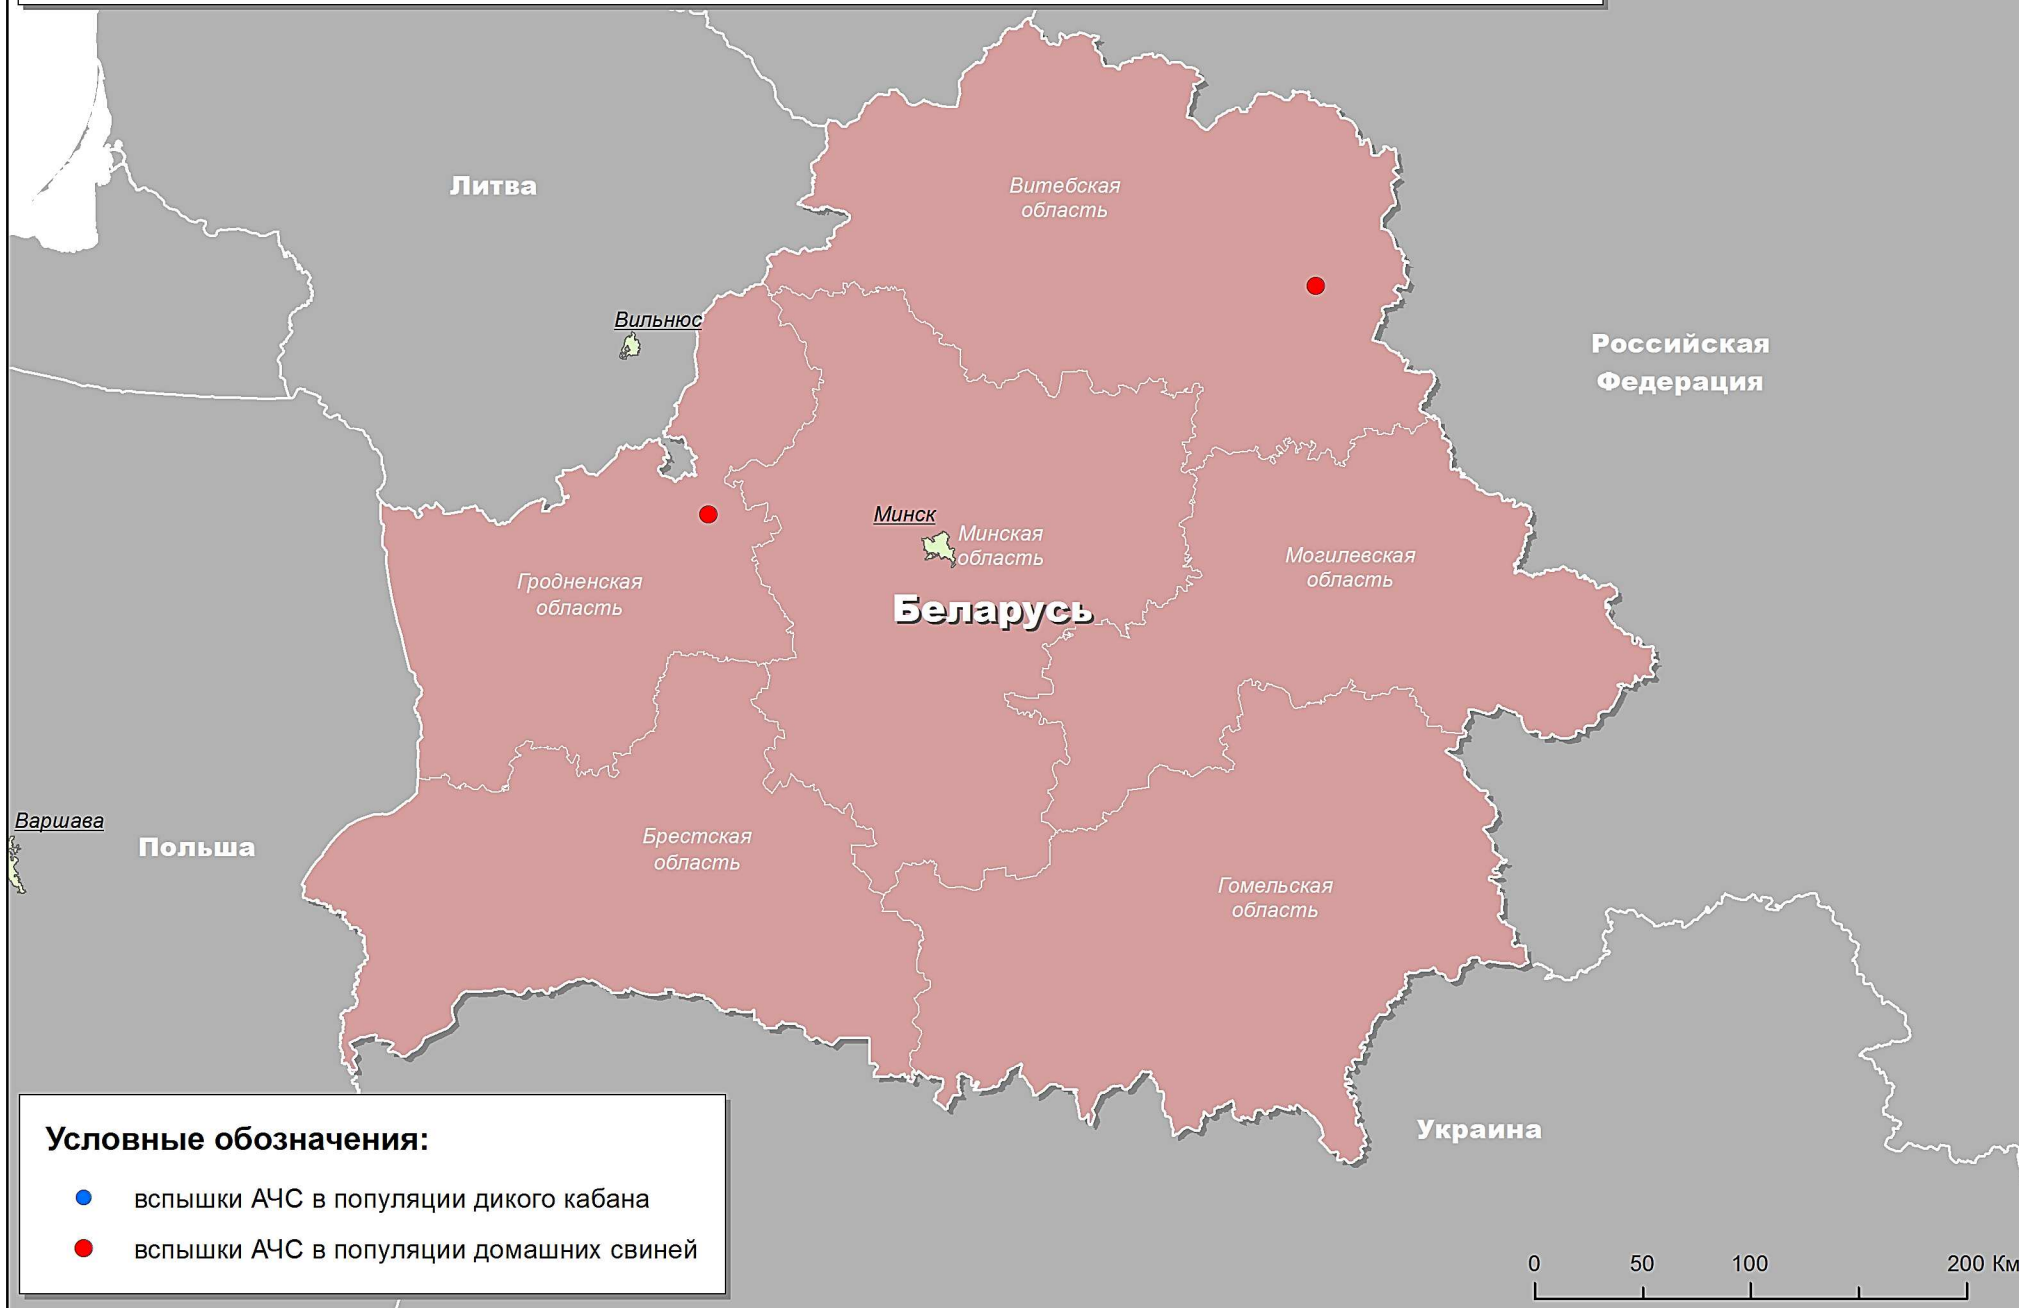 Литва
Витебская
область
Вильнюс
Российская
Федерация
Минск
Минская
область
Могилевская
область
Гродненская
область
Беларусь
Варшава
Польша
Брестская
область
Гомельская
область
Украина
Условные обозначения:
вспышки АЧС в популяции дикого кабана
вспышки АЧС в популяции домашних свиней
0 50 100 200 Км